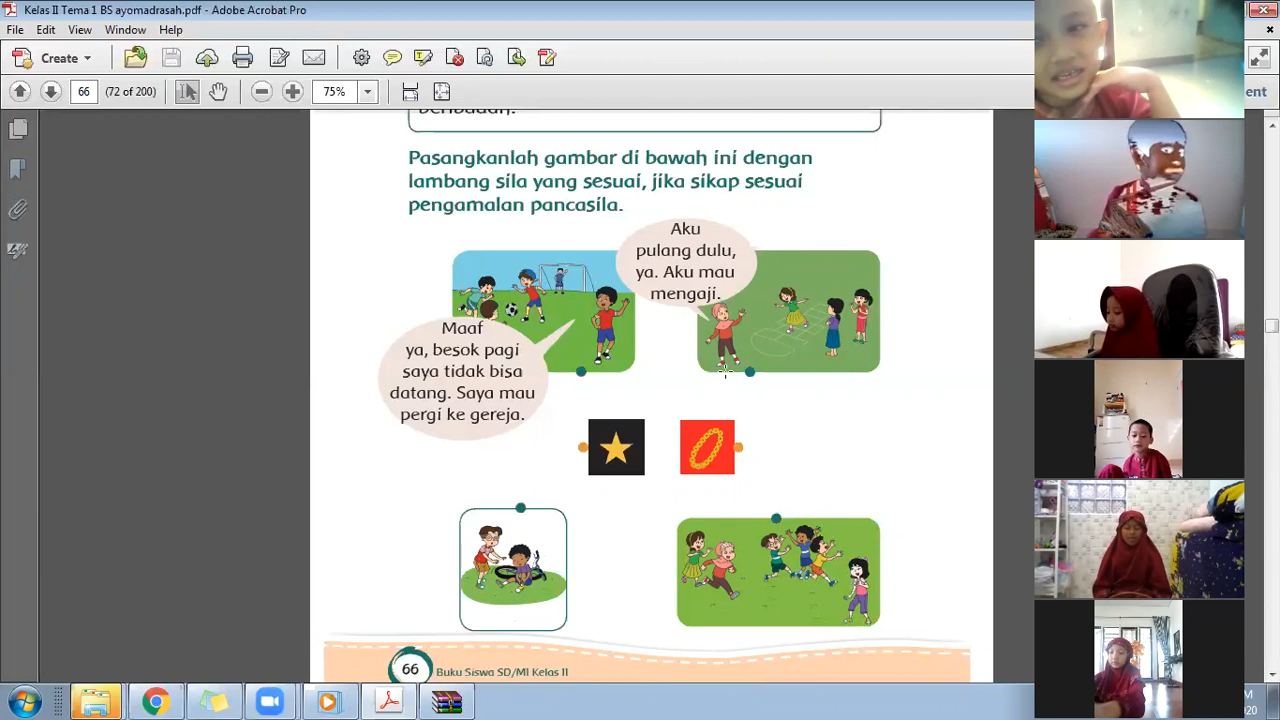 Kelas II Tema 1 BS ayomadrasah.pdf - Adobe Acrobat Pro
File Edit View Window Help
Create
66 (72 of 200) 75%
Pasangkanlah gambar di bawah ini dengan
lambang sila yang sesuai, jika sikap sesuai
pengamalan pancasila.
Aku
pulang dulu,
ya. Aku mau
mengaji.
Maaf
ya, besok pagi
saya tidak bisa
datang. Saya mau
pergi ke gereja.
66 Buku Siswa SD/MI Kelas II